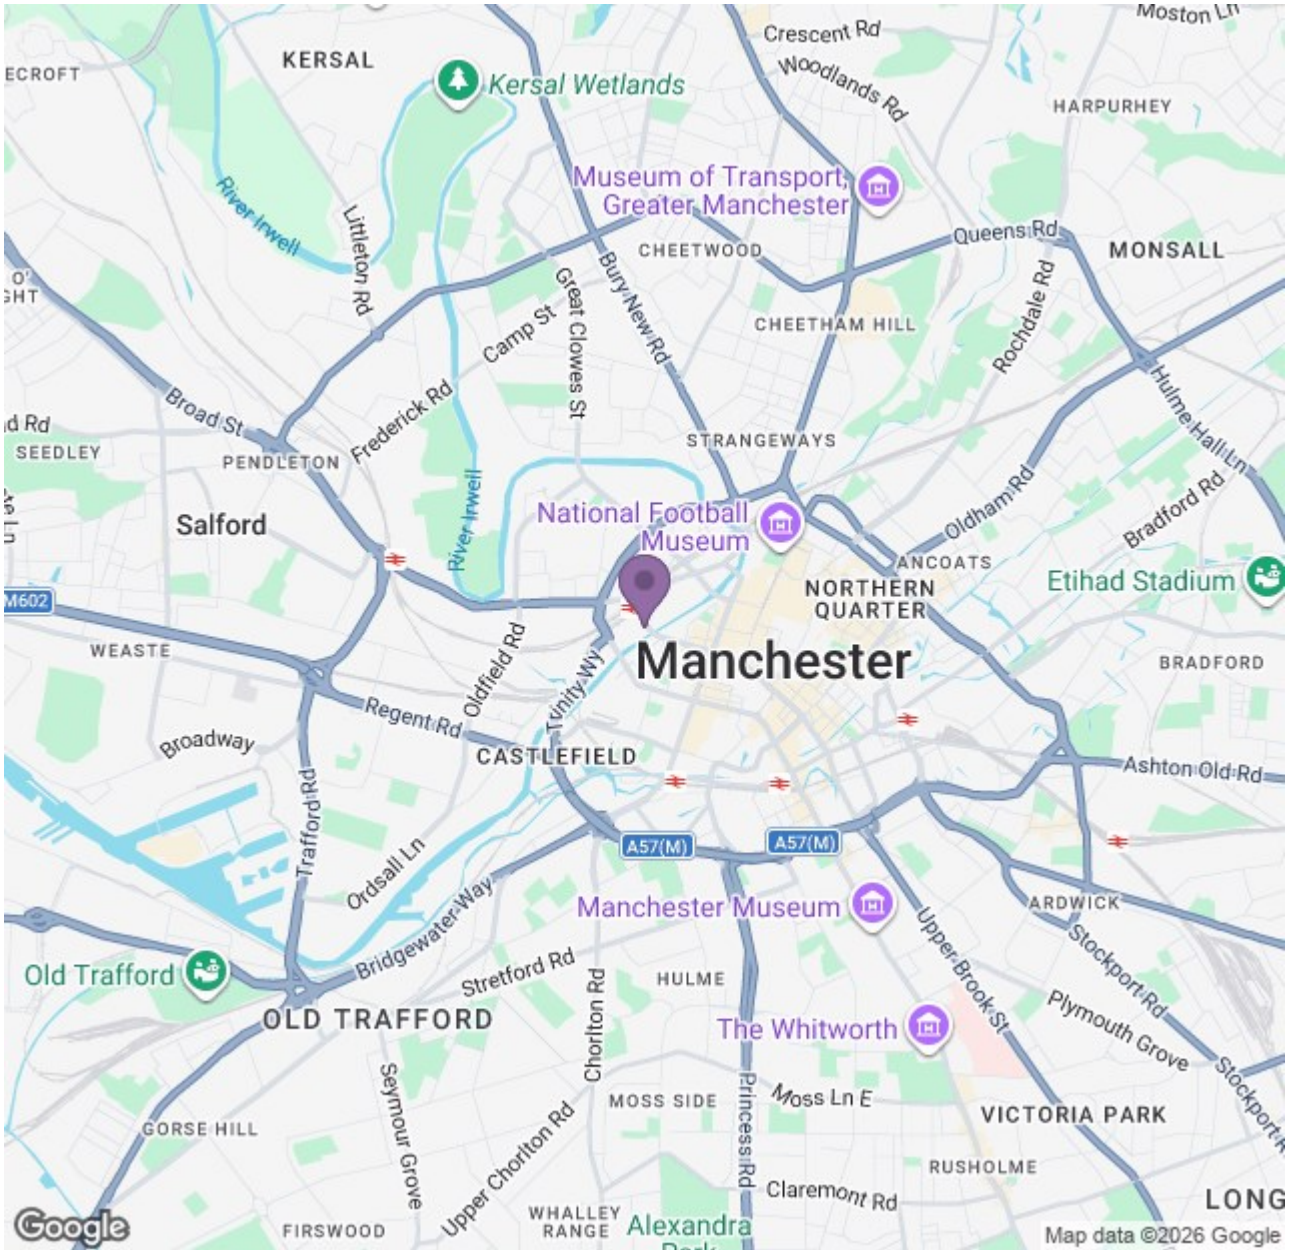 Moston Ln
Crescent Rd
KERSAL
ECROFT
Kersal Wetlands
Woodlands Rd
HARPURHEY
Museum of Transport,
Greater Manchester
River Irwell
Littleton Rd
CHEETWOOD
Queens Rd
MONSALL
O'
GHT
Bury New Rd
Great Clowes St
Rochdale Rd
Camp St
CHEETHAM HILL
Broad St
Frederick Rd
Hulme Hall Ln
d Rd
SEEDLEY
PENDLETON
STRANGEWAYS
Salford
River Irwell
National Football
Museum
Oldham Rd
Bradford Rd
ANCOATS
NORTHERN
QUARTER
Etihad Stadium
M602
WEASTE
Oldfield Rd
Trinity Wy
Manchester
BRADFORD
Regent Rd
Broadway
CASTLEFIELD
Ashton Old Rd
Trafford Rd
A57(M)
A57(M)
Ordsall Ln
Manchester Museum
ARDWICK
Bridgewater Way
Upper Brook St
Stockport Rd
Old Trafford
Stretford Rd
HULME
OLD TRAFFORD
Chorlton Rd
The Whitworth
Plymouth Grove
Stockport R
Seymour Grove
Princess Rd
MOSS SIDE
Moss Ln E
VICTORIA PARK
GORSE HILL
Upper Chorlton Rd
RUSHOLME
Claremont Rd
LONG
WHALLEY
RANGE
FIRSWOOD
Alexandra
Park
Google
Map data ©2026 Google